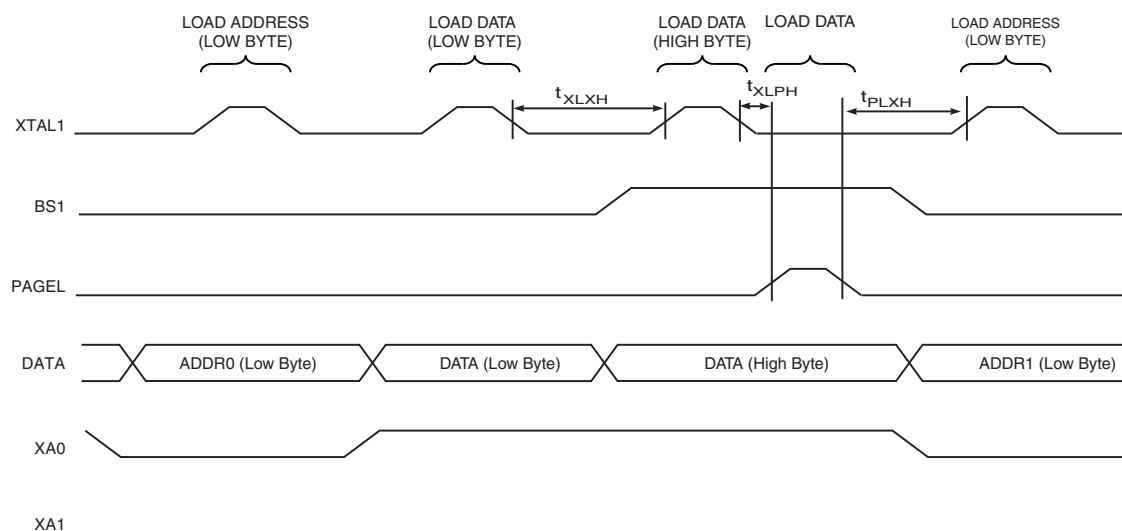 LOAD ADDRESS
(LOW BYTE)
LOAD DATA
(LOW BYTE)
LOAD DATA
(HIGH BYTE)
LOAD DATA
LOAD ADDRESS
(LOW BYTE)
tXLXH
tXLPH
tPLXH
XTAL1
BS1
PAGEL
DATA
ADDR0 (Low Byte)
DATA (Low Byte)
DATA (High Byte)
ADDR1 (Low Byte)
XA0
XA1